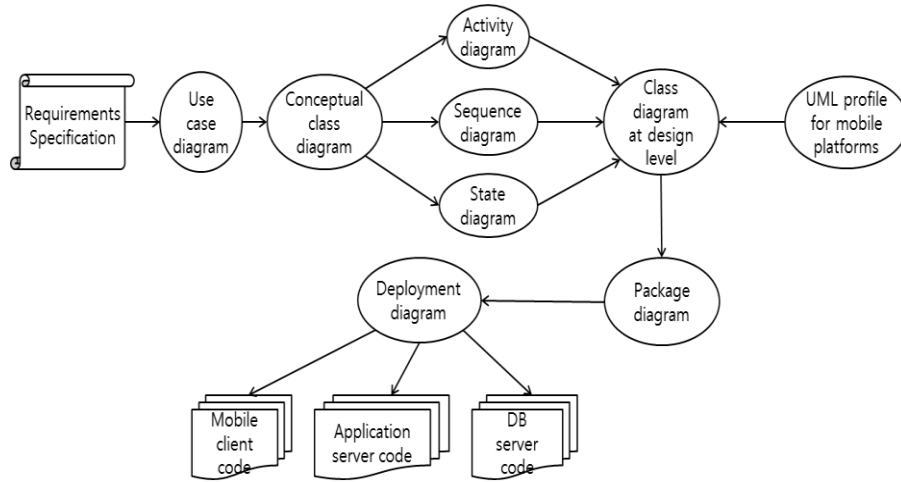 Activity
diagram
Requirements
Specification
Use
case
diagram
Conceptual
class
diagram
Sequence
diagram
Class
diagram
at design
level
UML profile
for mobile
platforms
State
diagram
Deployment
diagram
Package
diagram
Mobile
client
code
Application
server code
DB
server
code